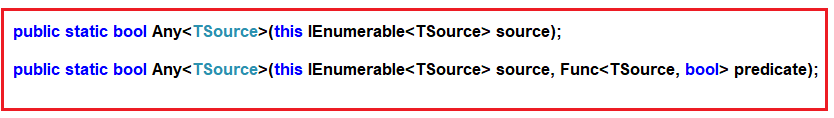 public static bool Any<TSource>(this IEnumerable<TSource> source);
public static bool Any<TSource>(this IEnumerable<TSource> source, Func<TSource, bool> predicate);